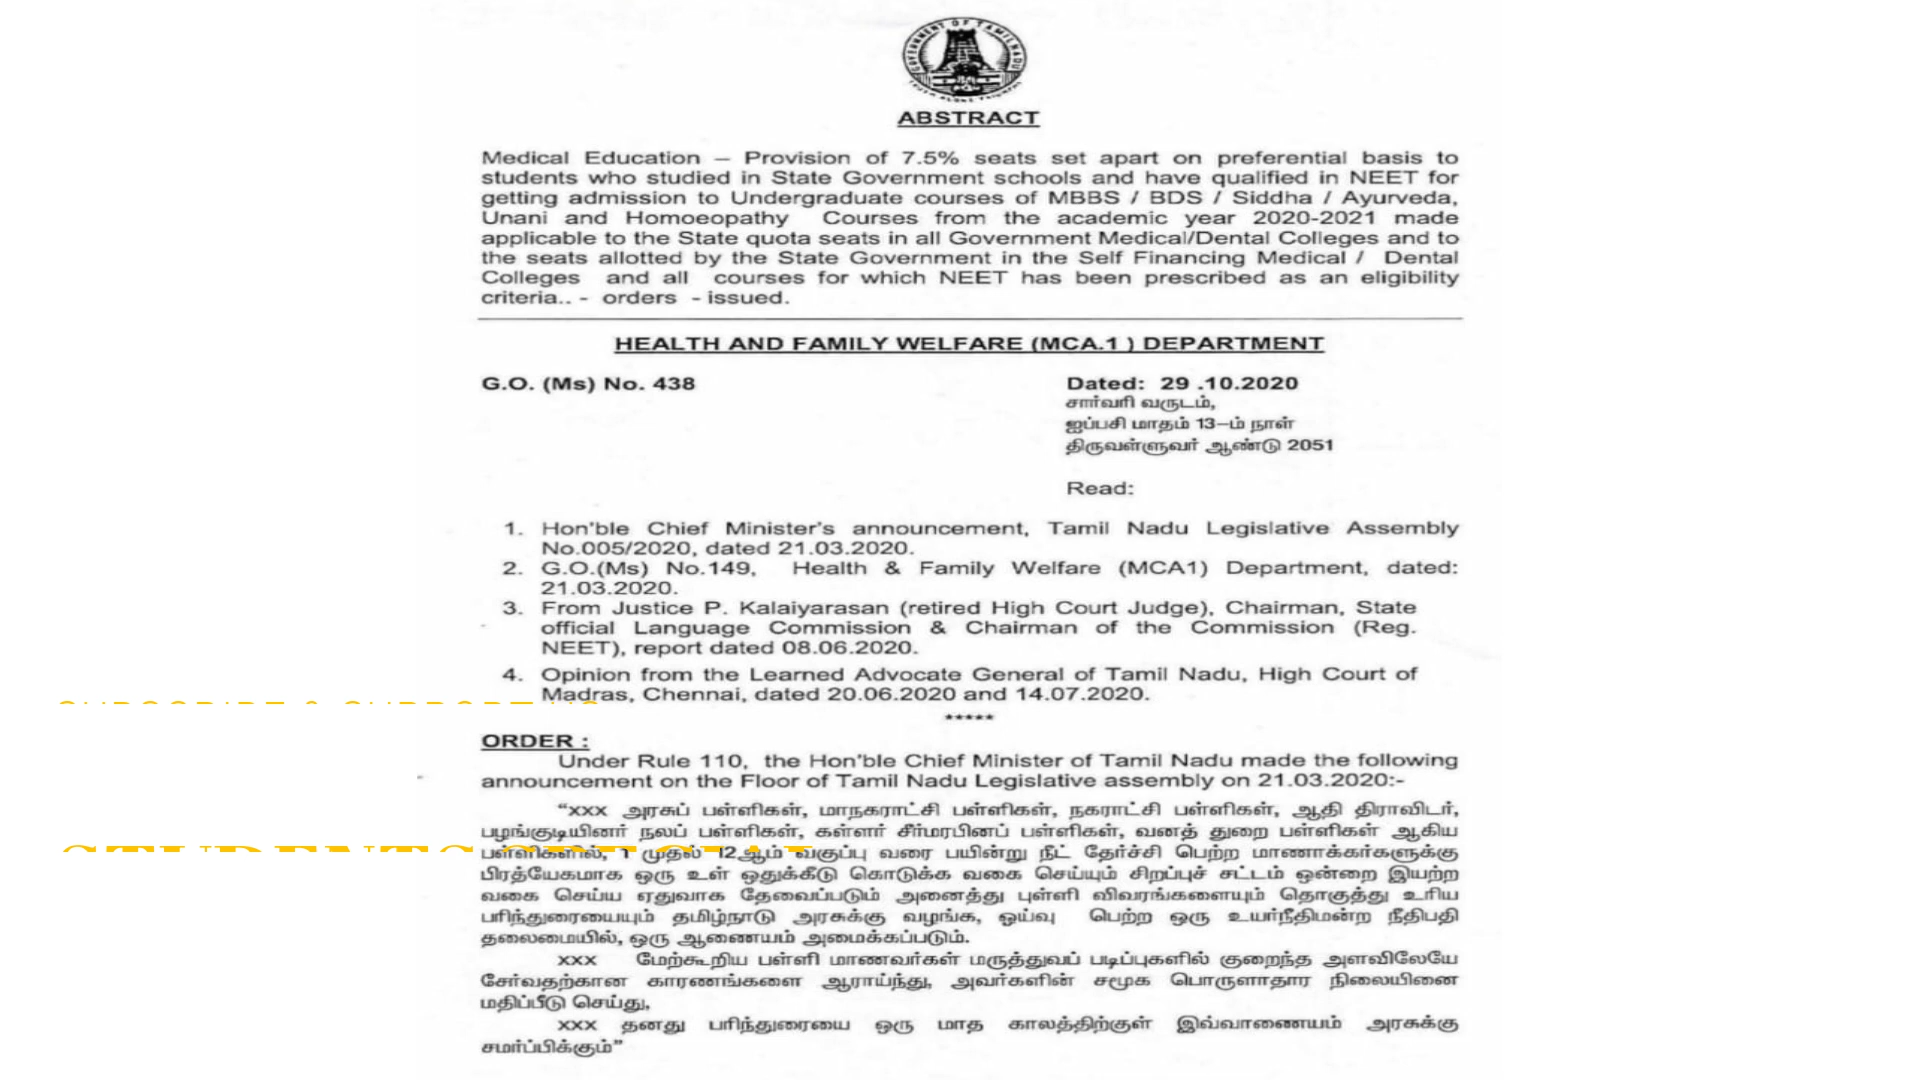 GOVERNMENT OF TAMILNADU
ABSTRACT
Medical Education – Provision of 7.5% seats set apart on preferential basis to
students who studied in State Government schools and have qualified in NEET for
getting admission to Undergraduate courses of MBBS / BDS / Siddha / Ayurveda,
Unani and Homoeopathy Courses from the academic year 2020-2021 made
applicable to the State quota seats in all Government Medical/Dental Colleges and to
the seats allotted by the State Government in the Self Financing Medical / Dental
Colleges and all courses for which NEET has been prescribed as an eligibility
criteria.. - orders - issued.
HEALTH AND FAMILY WELFARE (MCA.1 ) DEPARTMENT
G.O. (Ms) No. 438
Dated: 29 .10.2020
சார்வரி வருடம்,
ஐப்பசி மாதம் 13–ம் நாள்
திருவள்ளுவர் ஆண்டு 2051
Read:
1. Hon'ble Chief Minister's announcement, Tamil Nadu Legislative Assembly
No.005/2020, dated 21.03.2020.
2. G.O.(Ms) No.149, Health & Family Welfare (MCA1) Department, dated:
21.03.2020.
3. From Justice P. Kalaiyarasan (retired High Court Judge), Chairman, State
official Language Commission & Chairman of the Commission (Reg.
NEET), report dated 08.06.2020.
4. Opinion from the Learned Advocate General of Tamil Nadu, High Court of
Madras, Chennai, dated 20.06.2020 and 14.07.2020.
*****
ORDER :
Under Rule 110, the Hon'ble Chief Minister of Tamil Nadu made the following
announcement on the Floor of Tamil Nadu Legislative assembly on 21.03.2020:-
“xxx அரசுப் பள்ளிகள், மாநகராட்சி பள்ளிகள், நகராட்சி பள்ளிகள், ஆதி திராவிடர்,
பழங்குடியினர் நலப் பள்ளிகள், கள்ளர் சீர்மரபினப் பள்ளிகள், வனத் துறை பள்ளிகள் ஆகிய
பள்ளிகளில், 1 முதல் 12ஆம் வகுப்பு வரை பயின்று நீட் தேர்ச்சி பெற்ற மாணாக்கர்களுக்கு
பிரத்யேகமாக ஒரு உள் ஒதுக்கீடு கொடுக்க வகை செய்யும் சிறப்புச் சட்டம் ஒன்றை இயற்ற
வகை செய்ய ஏதுவாக தேவைப்படும் அனைத்து புள்ளி விவரங்களையும் தொகுத்து உரிய
பரிந்துரையையும் தமிழ்நாடு அரசுக்கு வழங்க, ஓய்வு பெற்ற ஒரு உயர்நீதிமன்ற நீதிபதி
தலைமையில், ஒரு ஆணையம் அமைக்கப்படும்.
xxx மேற்கூறிய பள்ளி மாணவர்கள் மருத்துவப் படிப்புகளில் குறைந்த அளவிலேயே
சேர்வதற்கான காரணங்களை ஆராய்ந்து, அவர்களின் சமூக பொருளாதார நிலையினை
மதிப்பீடு செய்து,
xxx தனது பரிந்துரையை ஒரு மாத காலத்திற்குள் இவ்வாணையம் அரசுக்கு
சமர்ப்பிக்கும்”